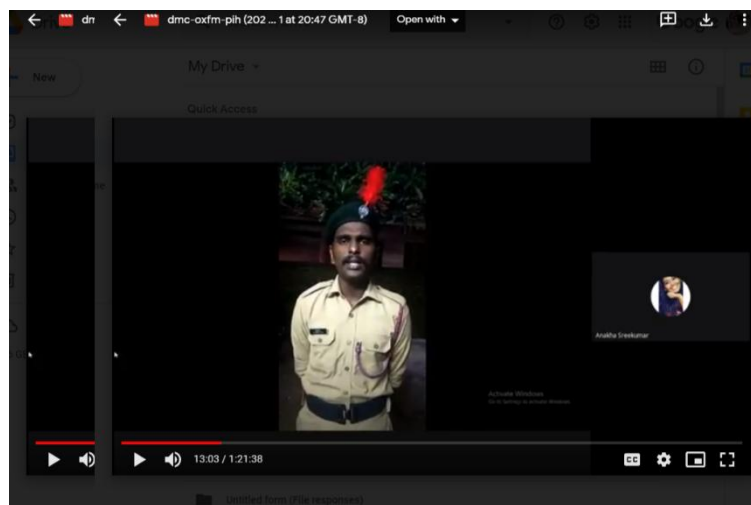 dm
dmc-oxfm-pih (202 ... 1 at 20:47 GMT-8)
Open with
New
My Drive
Quick Access
Anakha Sreekumar
Activate Windows
Go to Settings to activate Windows.
13:03 / 1:21:38
CC
Untitled form (File responses)